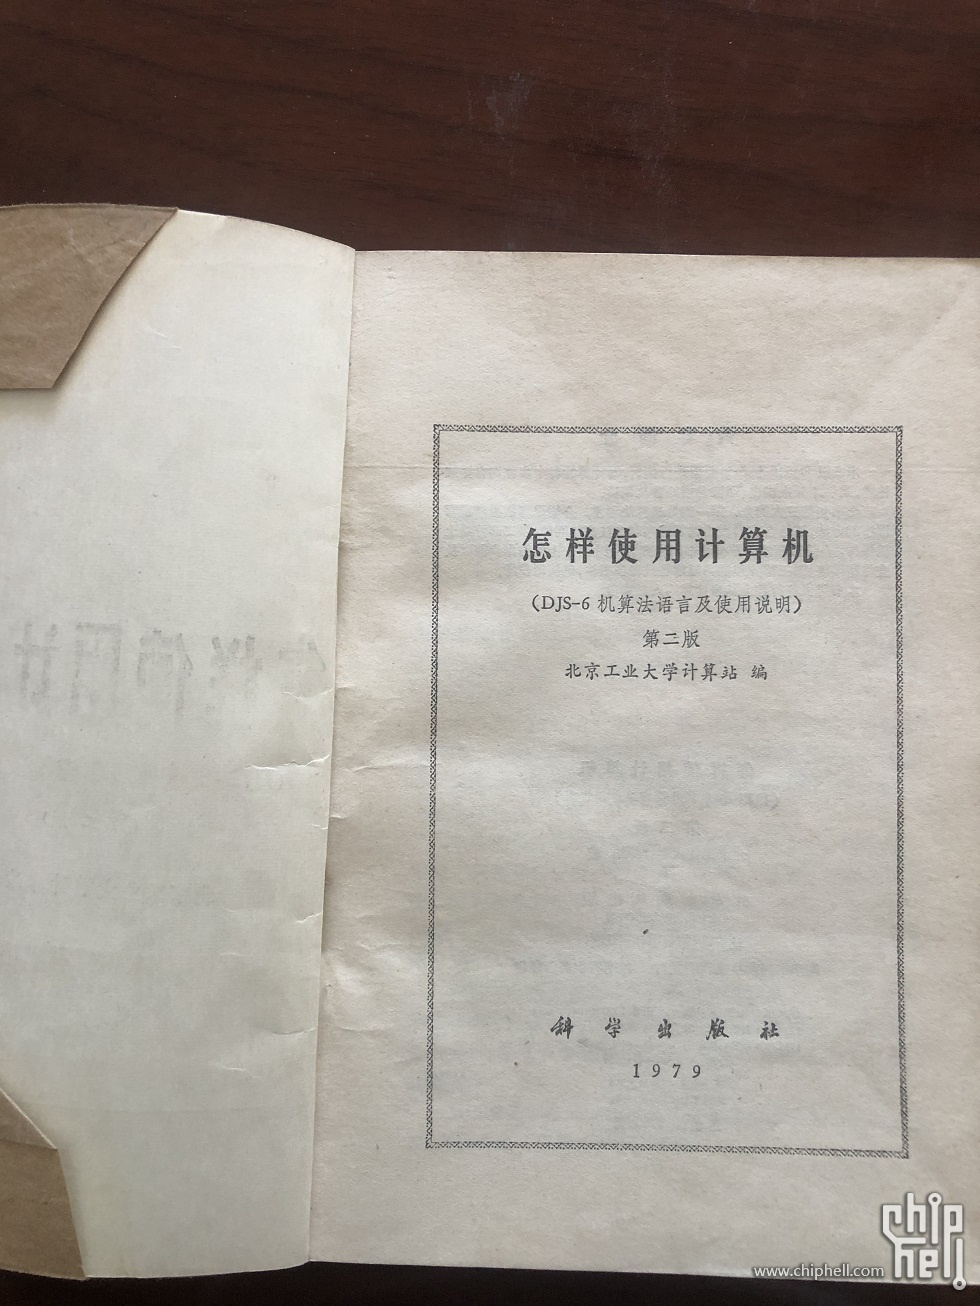 怎样使用计算机
(DJS-6 机算法语言及使用说明)
第二版
北京工业大学计算站 编
科学出版社
1979
chip
hell
www.chiphell.com